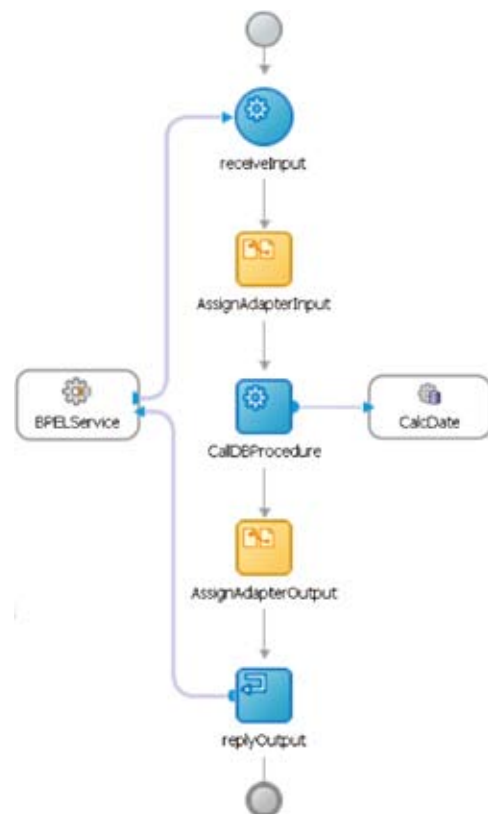 receiveInput
AssignAdapterInput
BPELService
CallDBProcedure
CalcDate
AssignAdapterOutput
replyOutput